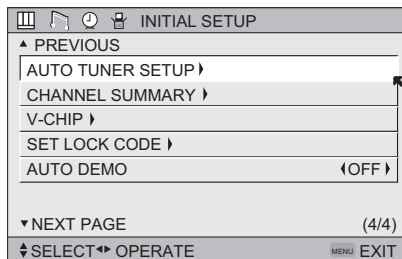 INITIAL SETUP
PREVIOUS
AUTO TUNER SETUP
CHANNEL SUMMARY
V-CHIP
SET LOCK CODE
AUTO DEMO OFF
NEXT PAGE (4/4)
SELECT OPERATE MENU EXIT